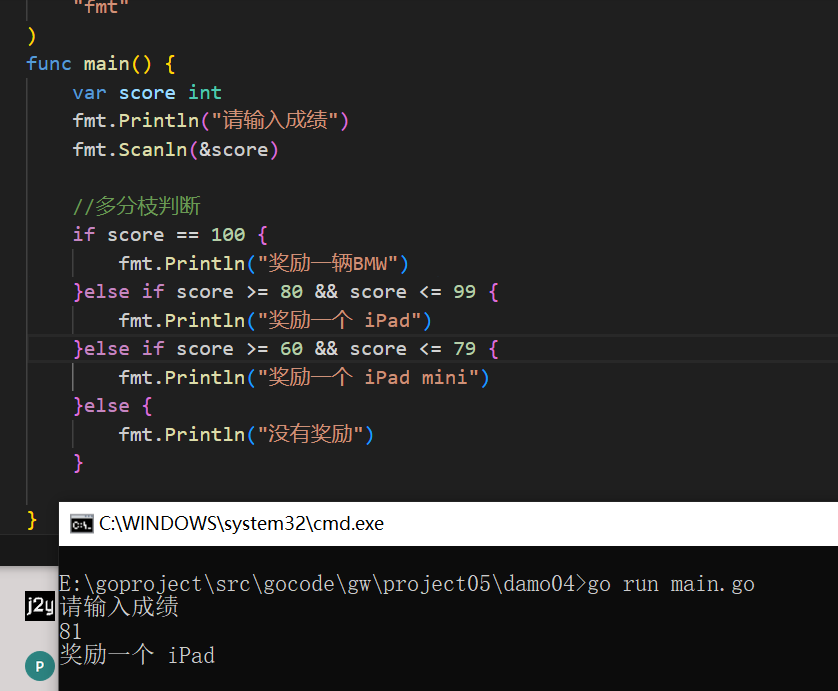 "fmt"
)
func main() {
var score int
fmt.Println("请输入成绩")
fmt.Scanln(&score)
//多分枝判断
if score == 100 {
fmt.Println("奖励一辆BMW")
}else if score >= 80 && score <= 99 {
fmt.Println("奖励一个 iPad")
}else if score >= 60 && score <= 79 {
fmt.Println("奖励一个 iPad mini")
}else {
fmt.Println("没有奖励")
}
}
C:\WINDOWS\system32\cmd.exe
E:\goproject\src\gocode\gw\project05\damo04>go run main.go
j2y
请输入成绩
81
P
奖励一个 iPad